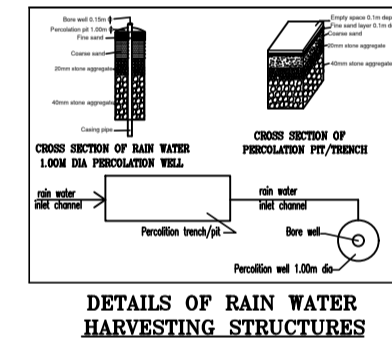 Bore well 0.15m
Percolation pit 1.00m
Fine sand
Coarse sand
20mm stone aggregate
40mm stone aggregate
Casing pipe
CROSS SECTION OF RAIN WATER
1.00M DIA PERCOLATION WELL
Empty space 0.1m dep
Fine sand layer 0.1m de
Coarse sand
20mm stone aggregate
40mm stone aggregate
CROSS SECTION OF
PERCOLATION PIT/TRENCH
rain water
inlet channel
Percolition trench/pit
rain water
inlet channel
Bore well
Percolition well 1.00m dia
DETAILS OF RAIN WATER
HARVESTING STRUCTURES